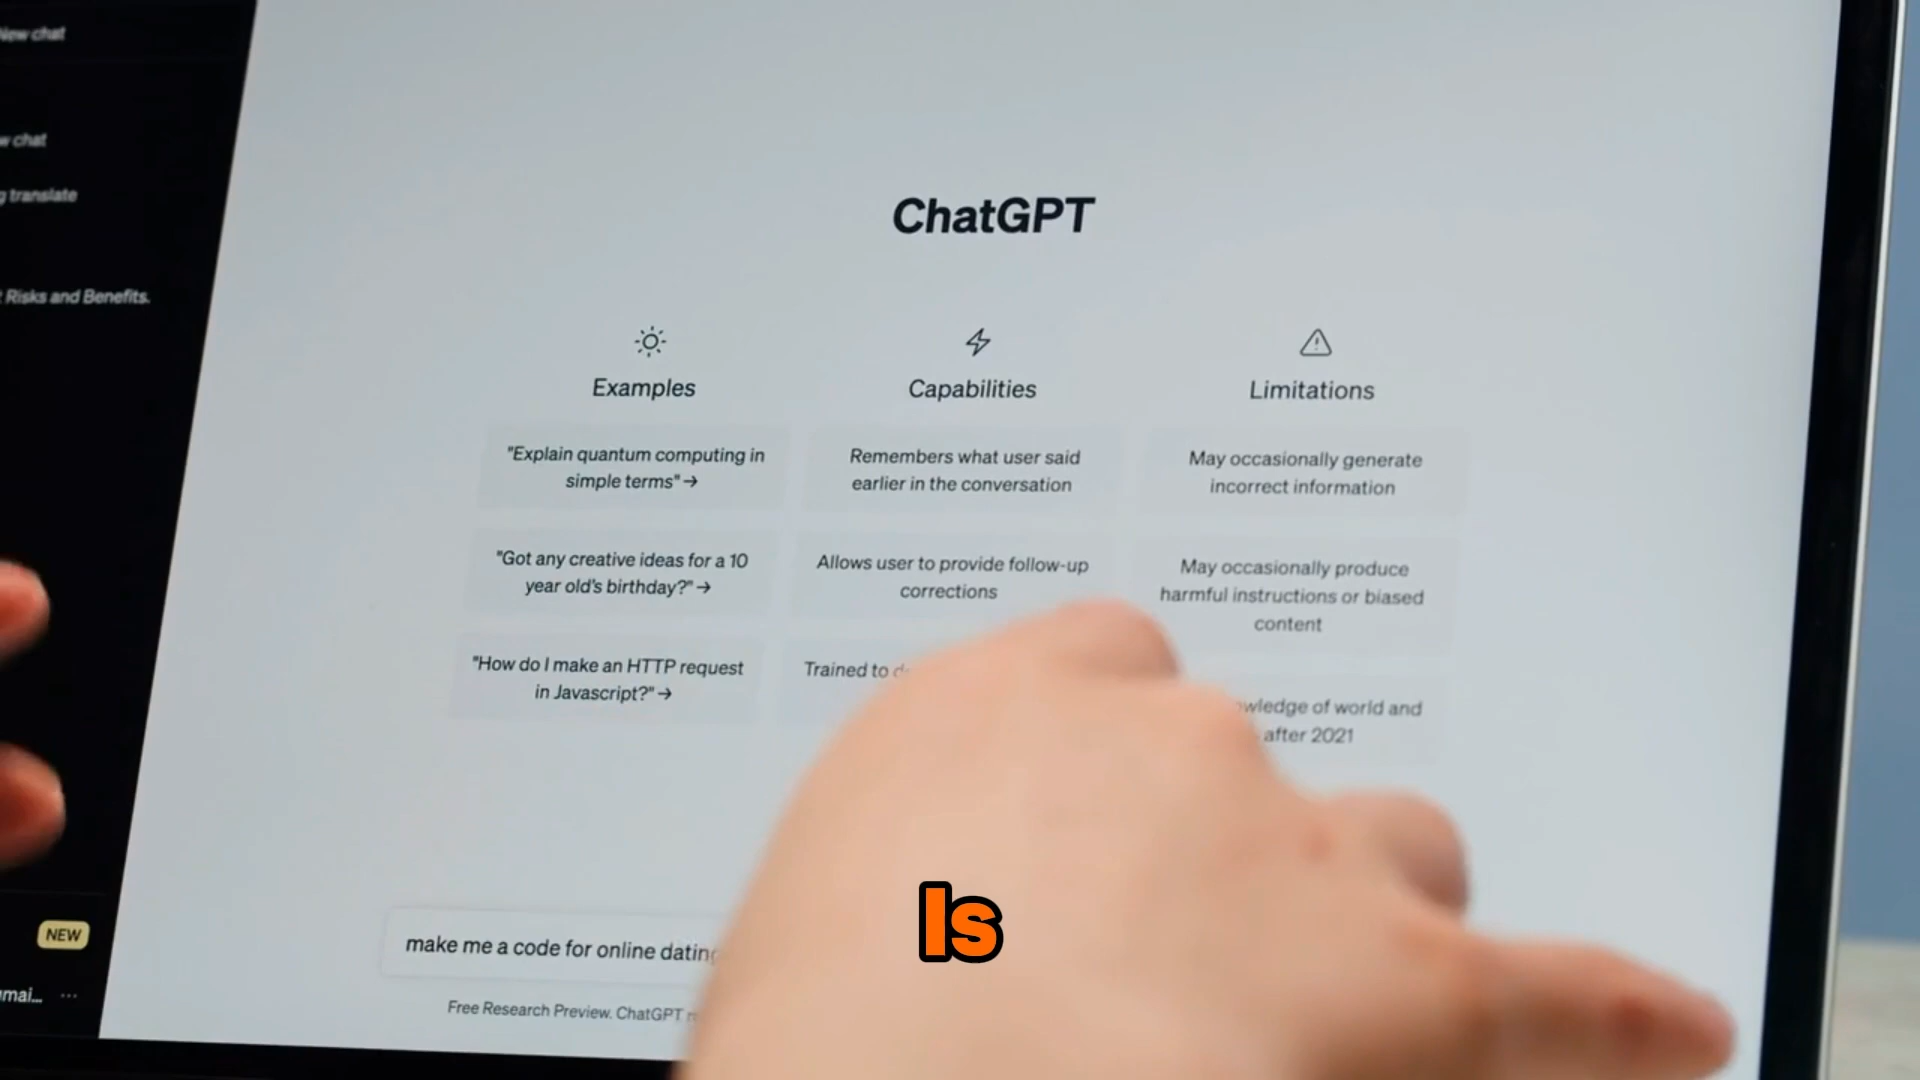 New chat
chat
translate
Risks and Benefits.
NEW
...
ChatGPT
Examples
Capabilities
Limitations
"Explain quantum computing in
simple terms" →
Remembers what user said
earlier in the conversation
May occasionally generate
incorrect information
"Got any creative ideas for a 10
year old's birthday?" →
Allows user to provide follow-up
corrections
May occasionally produce
harmful instructions or biased
content
"How do I make an HTTP request
in Javascript?" →
Trained to
of world and
after 2021
make me a code for online dating
Free Research Preview. ChatGPT
Is